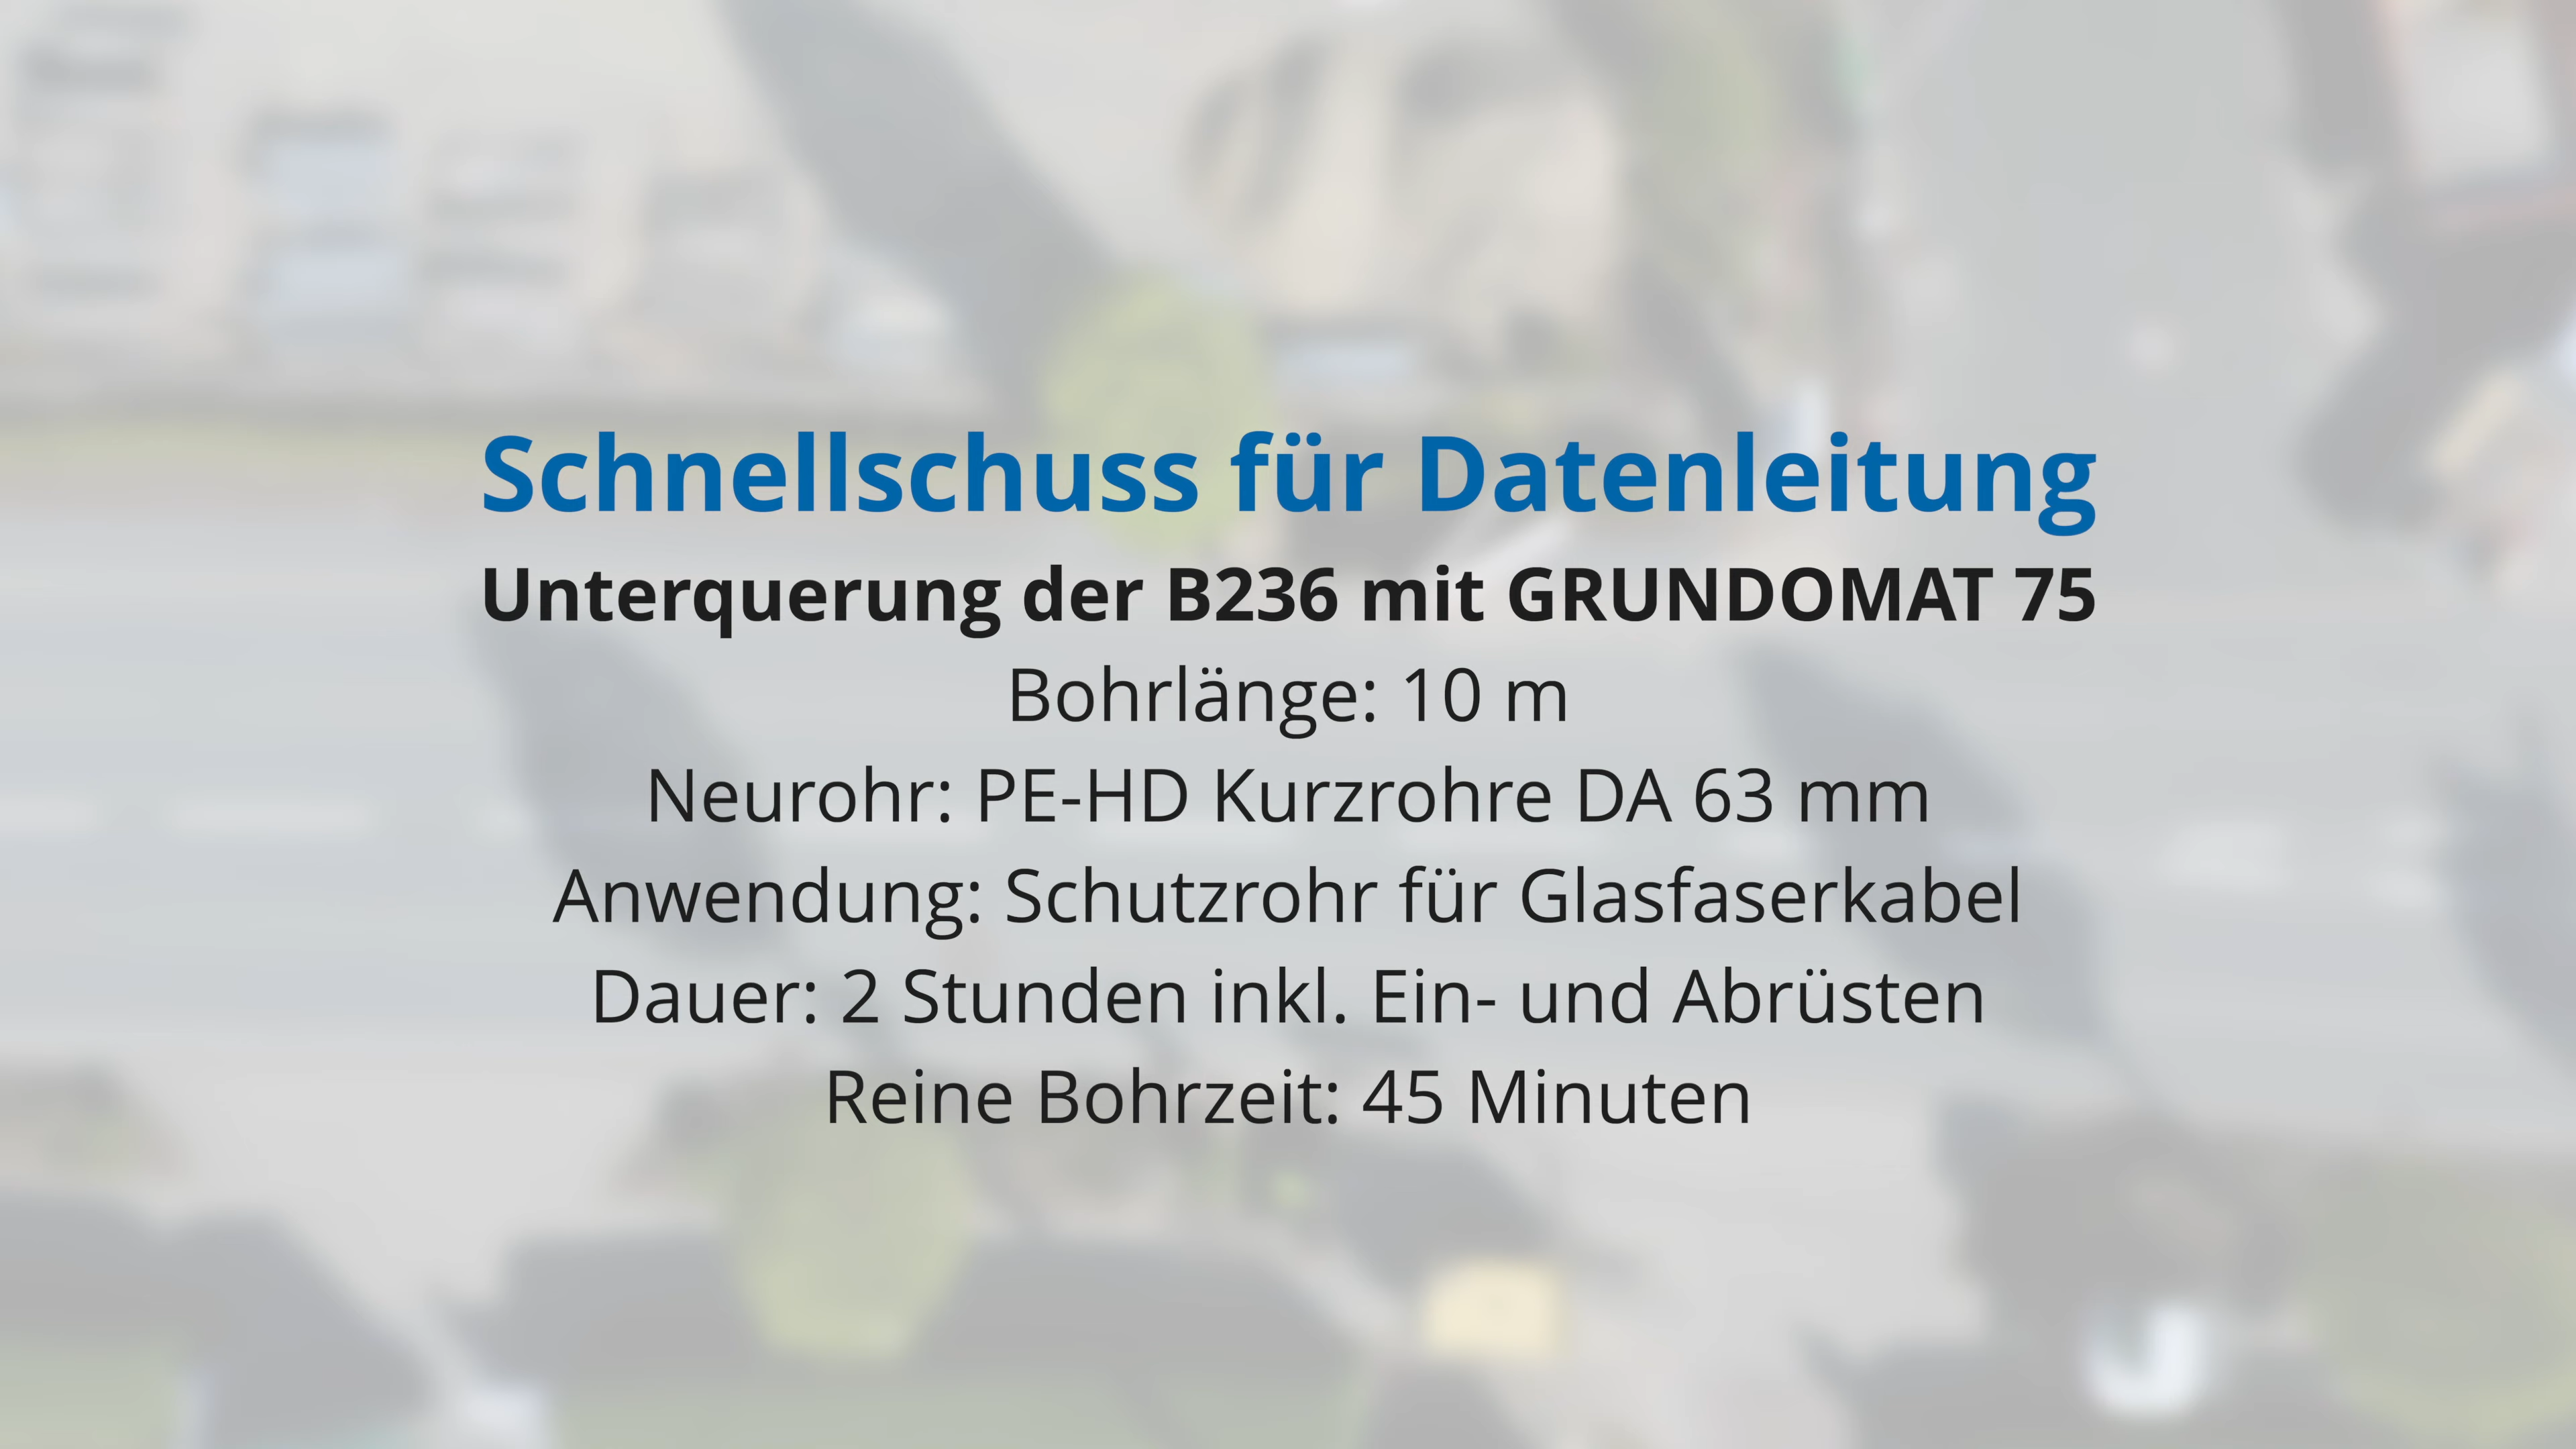 Schnellschuss für Datenleitung
Unterquerung der B236 mit GRUNDOMAT 75
Bohrlänge: 10 m
Neurohr: PE-HD Kurzrohre DA 63 mm
Anwendung: Schutzrohr für Glasfaserkabel
Dauer: 2 Stunden inkl. Ein- und Abrüsten
Reine Bohrzeit: 45 Minuten